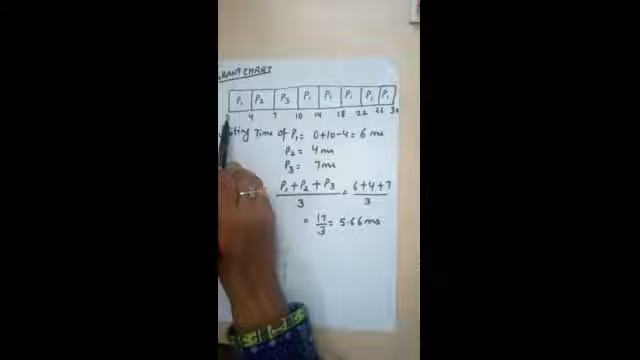 GRANT CHART
P₁ P₂ P₃ P₁ P₁ P₁ P₁ P₁
0 4 7 10 14 18 22 26 30
Time of P₁ = 0+10-4 = 6 ms
P₂ = 4 ms
P₃ = 7 ms
P₁ + P₂ + P₃ / 3 = 6+4+7 / 3
= 17/3 = 5.66 ms